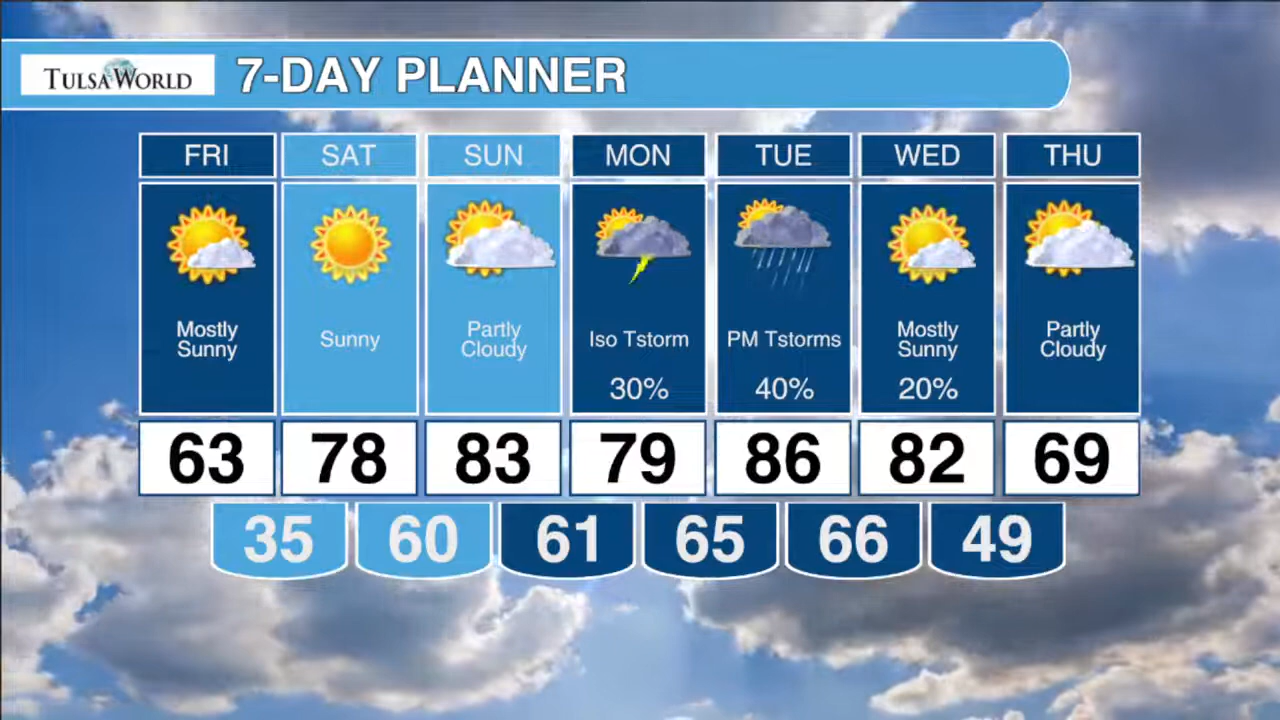 TULSA WORLD
7-DAY PLANNER
FRI SAT SUN MON TUE WED THU
Mostly
Sunny
Sunny
Partly
Cloudy
Iso Tstorm
30%
PM Tstorms
40%
Mostly
Sunny
20%
Partly
Cloudy
63 78 83 79 86 82 69
35 60 61 65 66 49